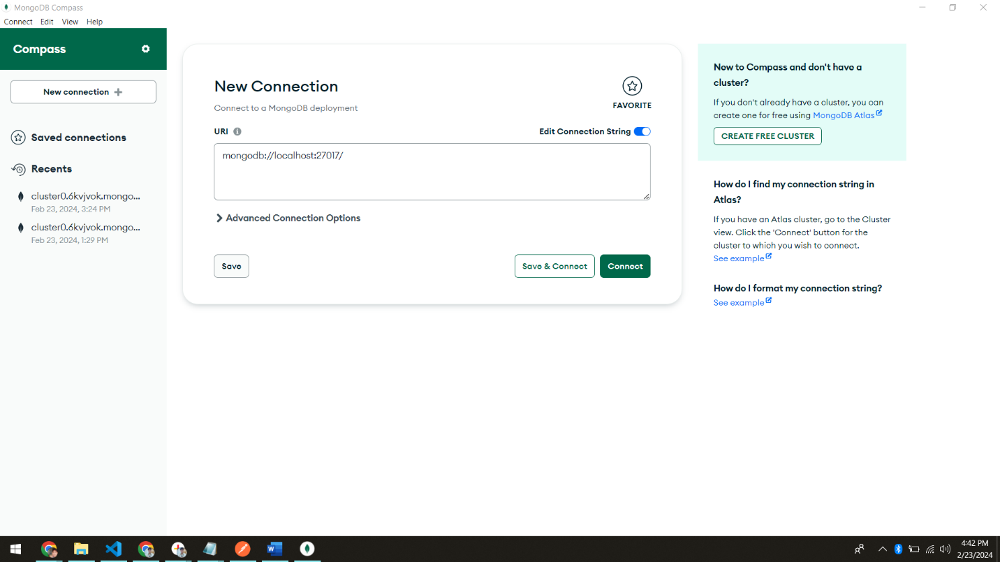 MongoDB Compass
Connect Edit View Help
Compass
New connection
Saved connections
Recents
cluster0.6kvjvok.mongo...
Feb 23, 2024, 3:24 PM
cluster0.6kvjvok.mongo...
Feb 23, 2024, 1:29 PM
New Connection
FAVORITE
Connect to a MongoDB deployment
URI
Edit Connection String
mongodb://localhost:27017/
Advanced Connection Options
Save
Save & Connect
Connect
New to Compass and don't have a
cluster?
If you don't already have a cluster, you can
create one for free using MongoDB Atlas
CREATE FREE CLUSTER
How do I find my connection string in
Atlas?
If you have an Atlas cluster, go to the Cluster
view. Click the 'Connect' button for the
cluster to which you wish to connect.
See example
How do I format my connection string?
See example
4:42 PM
2/23/2024